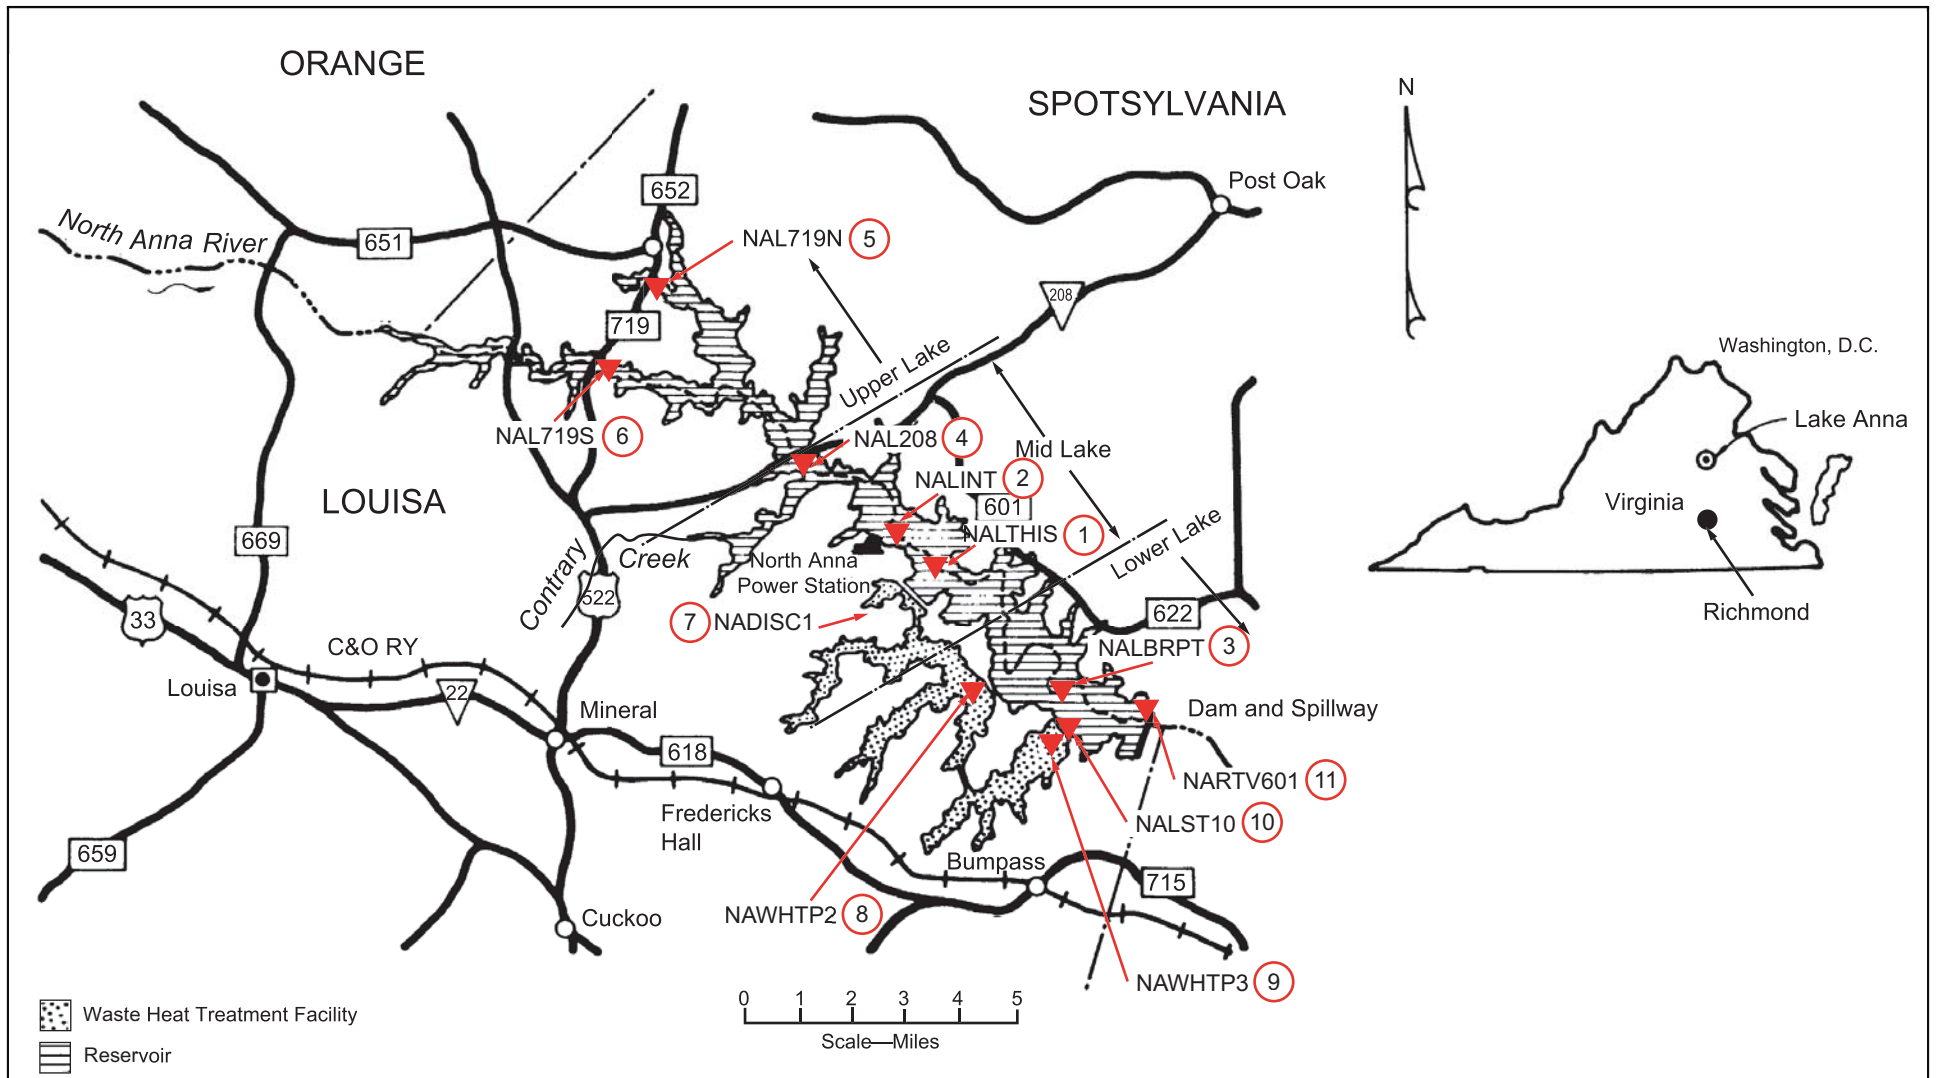 ORANGE
SPOTSYLVANIA
N
Post Oak
652
North Anna River
651
NAL719N 5
208
719
Upper Lake
Washington, D.C.
Lake Anna
NAL719S 6
NAL208 4
Mid Lake
NALINT 2
LOUISA
601
Virginia
669
NALTHIS 1
Lower Lake
Contrary
Creek
North Anna
Power Station
522
622
Richmond
33
7 NADISC1
C&O RY
NALBRPT 3
Louisa
22
Mineral
Dam and Spillway
618
NARTV601 11
Fredericks
Hall
NALST10 10
659
Bumpass
715
NAWHTP2 8
Cuckoo
NAWHTP3 9
0 1 2 3 4 5
Scale—Miles
Waste Heat Treatment Facility
Reservoir